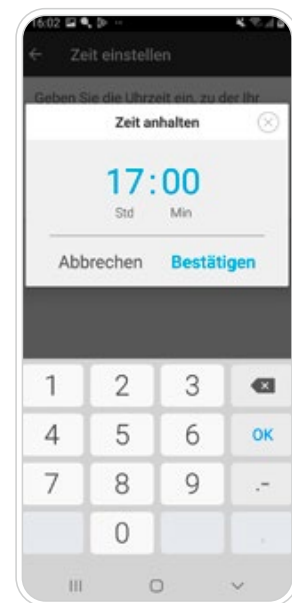 16:02
Zeit einstellen
Geben Sie die Uhrzeit ein, zu der Ihr
Zeit anhalten
17:00
Std Min
Abbrechen Bestätigen
1 2 3
4 5 6 OK
7 8 9 .-
0 .